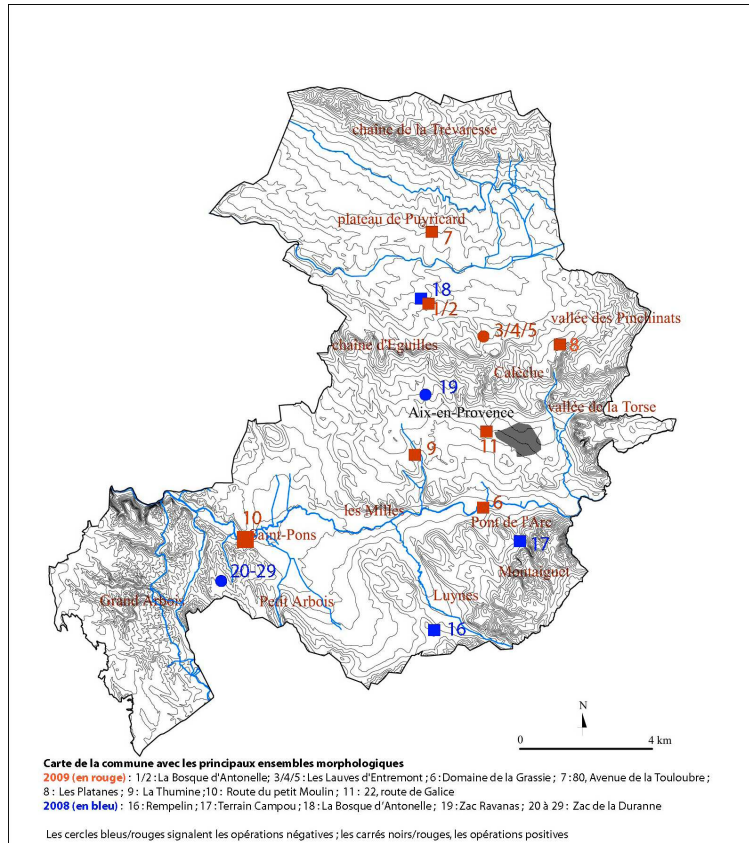 chaîne de la Trévaresse
plateau de Puyricard
7
18
1/2
3/4/5
vallée des Pinchinats
8
chaîne d'Eguilles
Calèche
19
Aix-en-Provence
vallée de la Torse
11
9
6
les Milles
10
Saint-Pons
Pont de l'Arc
17
20-29
Montaiguet
Grand Arbois
Petit Arbois
Luynes
16
N
0 4 km
Carte de la commune avec les principaux ensembles morphologiques
2009 (en rouge) : 1/2 : La Bosque d'Antonelle; 3/4/5 : Les Lauves d'Entremont ; 6 : Domaine de la Grassie ; 7 : 80, Avenue de la Touloubre ;
8 : Les Platanes ; 9 : La Thumine ; 10 : Route du petit Moulin ; 11 : 22, route de Galice
2008 (en bleu) : 16 : Rempelin ; 17 : Terrain Campou ; 18 : La Bosque d'Antonelle ; 19 : Zac Ravanas ; 20 à 29 : Zac de la Duranne
Les cercles bleus/rouges signalent les opérations négatives ; les carrés noirs/rouges, les opérations positives